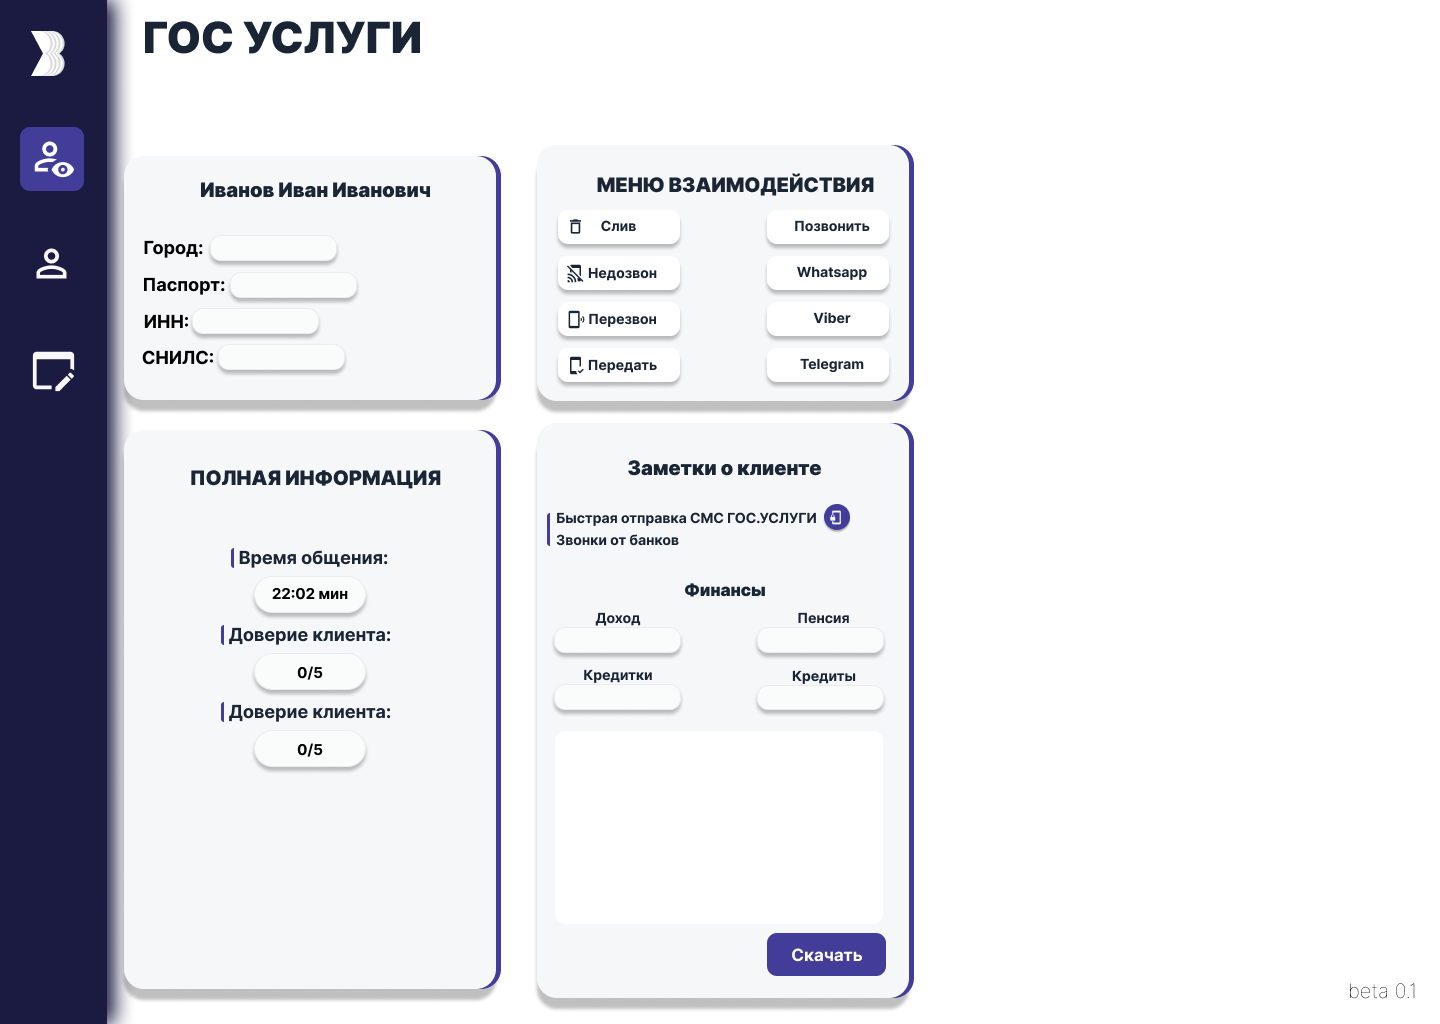 ГОС УСЛУГИ
Иванов Иван Иванович
Город:
Паспорт:
ИНН:
СНИЛС:
МЕНЮ ВЗАИМОДЕЙСТВИЯ
Слив
Позвонить
Недозвон
Whatsapp
Перезвон
Viber
Передать
Telegram
ПОЛНАЯ ИНФОРМАЦИЯ
Время общения:
22:02 мин
Доверие клиента:
0/5
Доверие клиента:
0/5
Заметки о клиенте
Быстрая отправка СМС ГОС.УСЛУГИ
Звонки от банков
Финансы
Доход
Пенсия
Кредитки
Кредиты
Скачать
beta 0.1